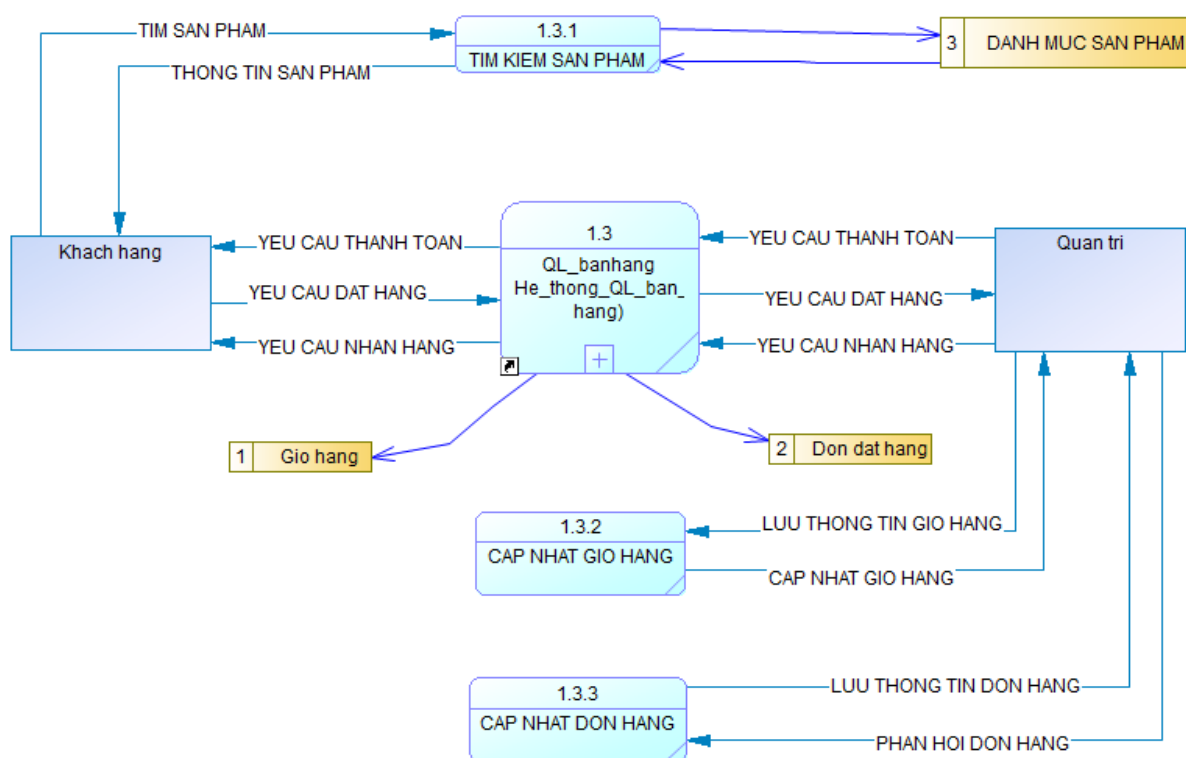 TIM SAN PHAM
1.3.1
TIM KIEM SAN PHAM
3 DANH MUC SAN PHAM
THONG TIN SAN PHAM
Khach hang
YEU CAU THANH TOAN
YEU CAU DAT HANG
YEU CAU NHAN HANG
1.3
QL_banhang
He_thong_QL_ban_
hang)
YEU CAU THANH TOAN
YEU CAU DAT HANG
YEU CAU NHAN HANG
Quan tri
1 Gio hang
2 Don dat hang
1.3.2
CAP NHAT GIO HANG
LUU THONG TIN GIO HANG
CAP NHAT GIO HANG
1.3.3
CAP NHAT DON HANG
LUU THONG TIN DON HANG
PHAN HOI DON HANG